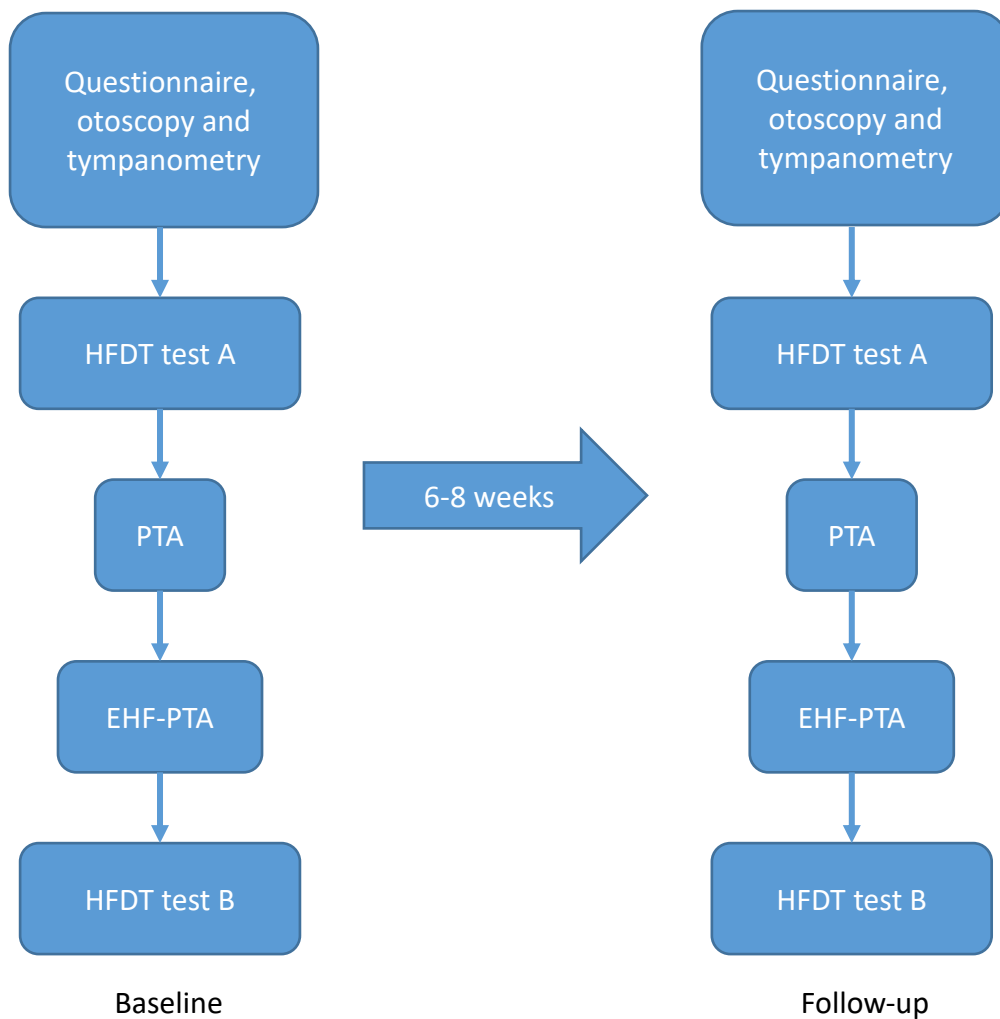 Questionnaire,
otoscopy and
tympanometry
HFDT test A
PTA
EHF-PTA
HFDT test B
Baseline
6-8 weeks
Questionnaire,
otoscopy and
tympanometry
HFDT test A
PTA
EHF-PTA
HFDT test B
Follow-up